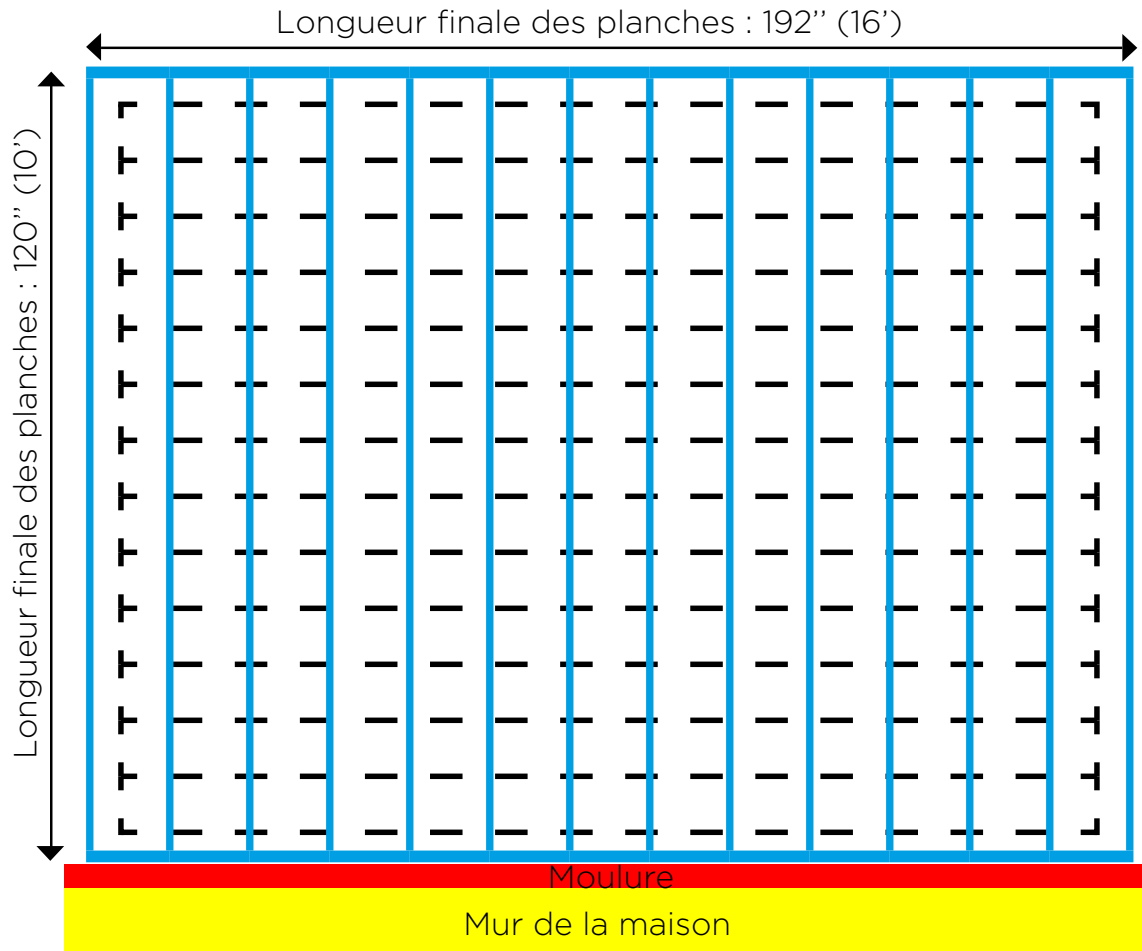 Longueur finale des planches : 192’’ (16’)
Longueur finale des planches : 120’’ (10’)
Moulure
Mur de la maison